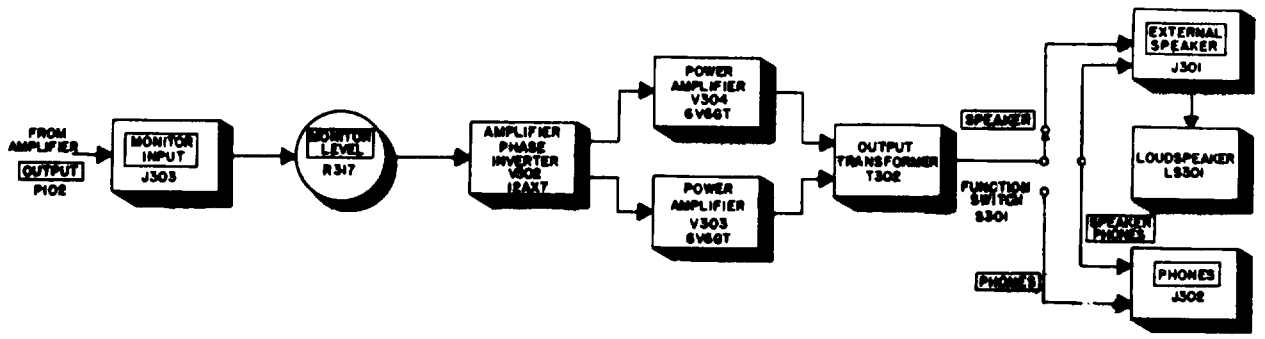 FROM
AMPLIFIER
OUTPUT
P102
MONITOR
INPUT
J303
MONITOR
LEVEL
R317
AMPLIFIER
PHASE
INVERTER
V302
12AX7
POWER
AMPLIFIER
V304
6V6GT
POWER
AMPLIFIER
V303
6V6GT
OUTPUT
TRANSFORMER
T302
SPEAKER
FUNCTION
SWITCH
S301
PHONES
EXTERNAL
SPEAKER
J301
LOUDSPEAKER
LS301
SPEAKER
PHONES
PHONES
J302